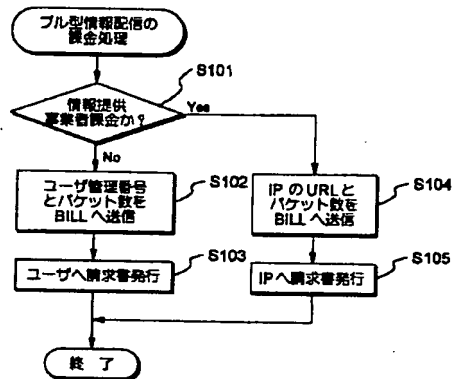 プル型情報配信の
課金処理
S101
情報提供
事業者課金か?
Yes
No
ユーザ管理番号
とパケット数を
BILLへ送信
S102
IPのURLと
パケット数を
BILLへ送信
S104
ユーザへ請求書発行
S103
IPへ請求書発行
S105
終 了